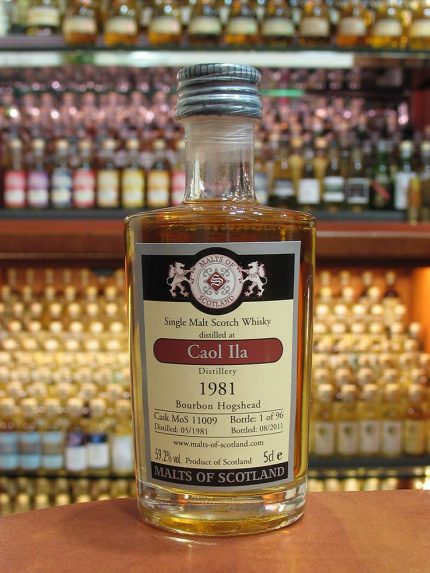 MALTS OF
SCOTLAND
Single Malt Scotch Whisky
distilled at
Caol Ila
Distillery
1981
Bourbon Hogshead
Cask MoS 11009 Bottle: 1 of 96
Distilled: 05/1981 Bottled: 08/2011
www.malts-of-scotland.com
59.2% vol. Product of Scotland 5cl e
MALTS OF SCOTLAND